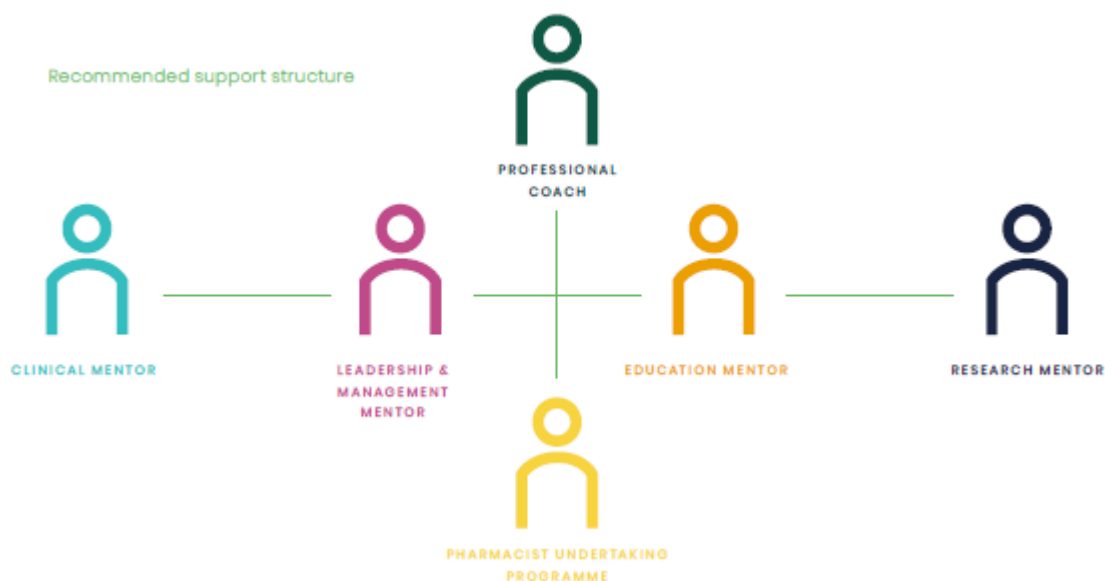 Recommended support structure
PROFESSIONAL
COACH
CLINICAL MENTOR
LEADERSHIP &
MANAGEMENT
MENTOR
EDUCATION MENTOR
RESEARCH MENTOR
PHARMACIST UNDERTAKING
PROGRAMME